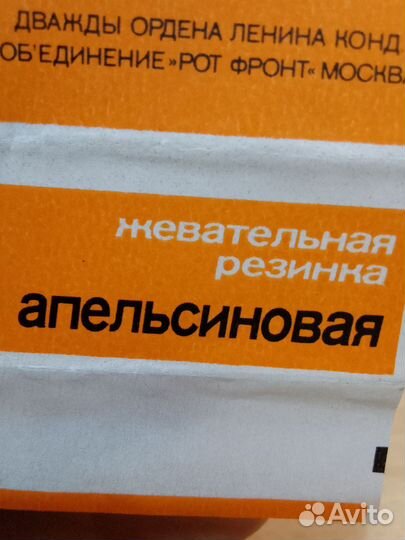 ДВАЖДЫ ОРДЕНА ЛЕНИНА КОНД.
ОБ'ЕДИНЕНИЕ »РОТ ФРОНТ« МОСКВА
жевательная
резинка
апельсиновая
Avito